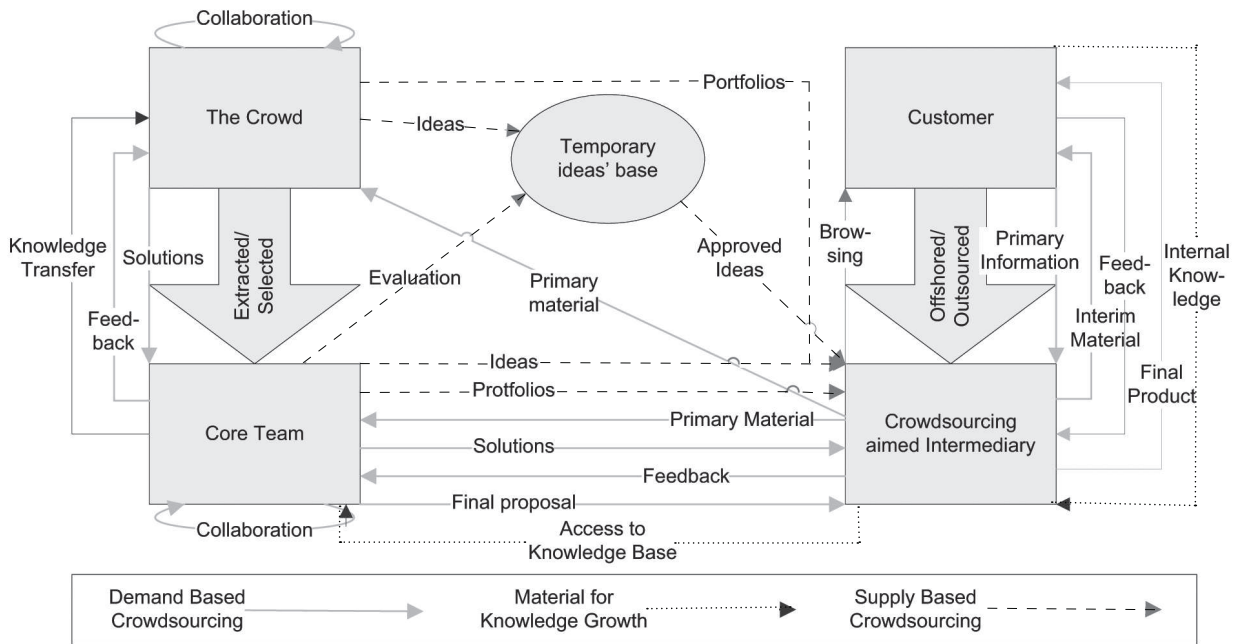 Collaboration
The Crowd
Portfolios
Ideas
Temporary
ideas’ base
Customer
Knowledge
Transfer
Solutions
Feed-
back
Extracted/
Selected
Evaluation
Primary
material
Approved
Ideas
Brow-
sing
Offshored/
Outsourced
Primary
Information
Feed-
back
Interim
Material
Internal
Know-
ledge
Final
Product
Core Team
Ideas
Protfolios
Primary Material
Solutions
Feedback
Final proposal
Crowdsourcing
aimed Intermediary
Collaboration
Access to
Knowledge Base
Demand Based
Crowdsourcing
Material for
Knowledge Growth
Supply Based
Crowdsourcing